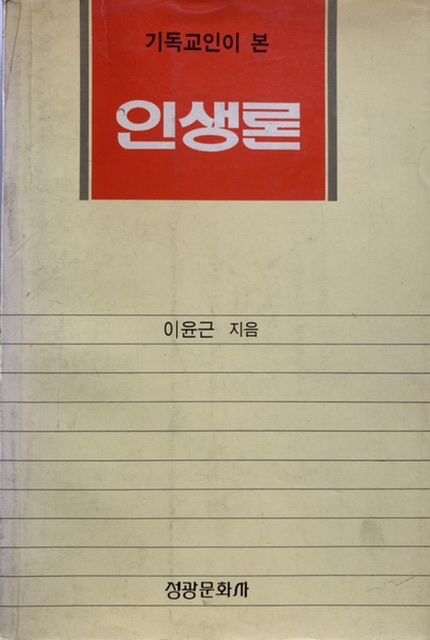 기독교인이 본
인생론
이윤근 지음
성광문화사